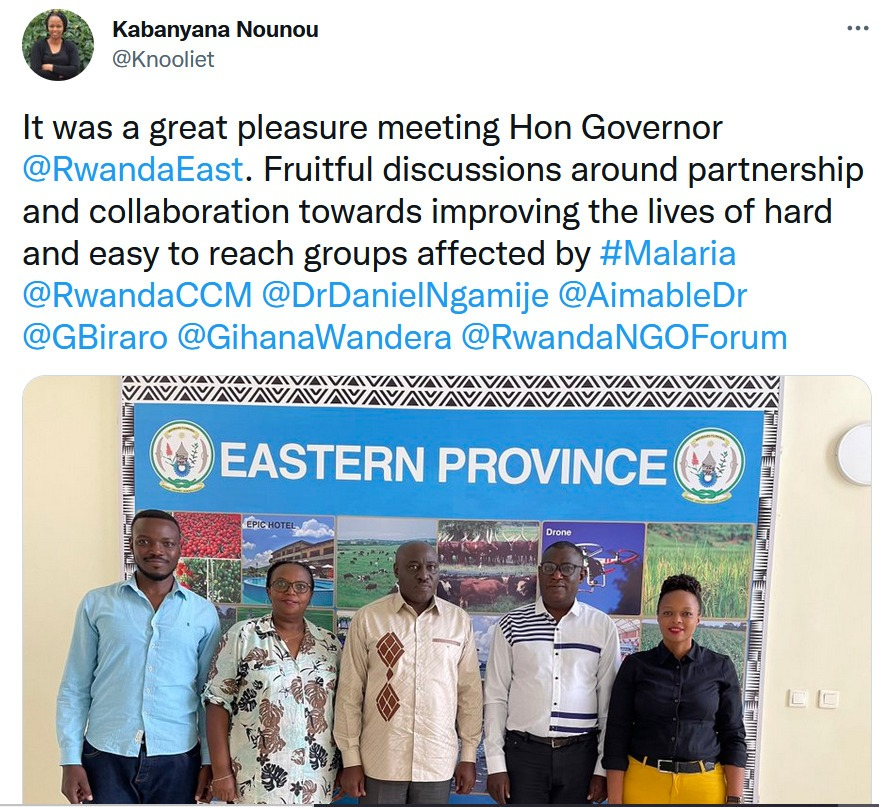 Kabanyana Nounou
@Knooliet
It was a great pleasure meeting Hon Governor
@RwandaEast. Fruitful discussions around partnership
and collaboration towards improving the lives of hard
and easy to reach groups affected by #Malaria
@RwandaCCM @DrDanielNgamije @AimableDr
@GBiraro @GihanaWandera @RwandaNGOForum
EASTERN PROVINCE
EPIC HOTEL
Drone